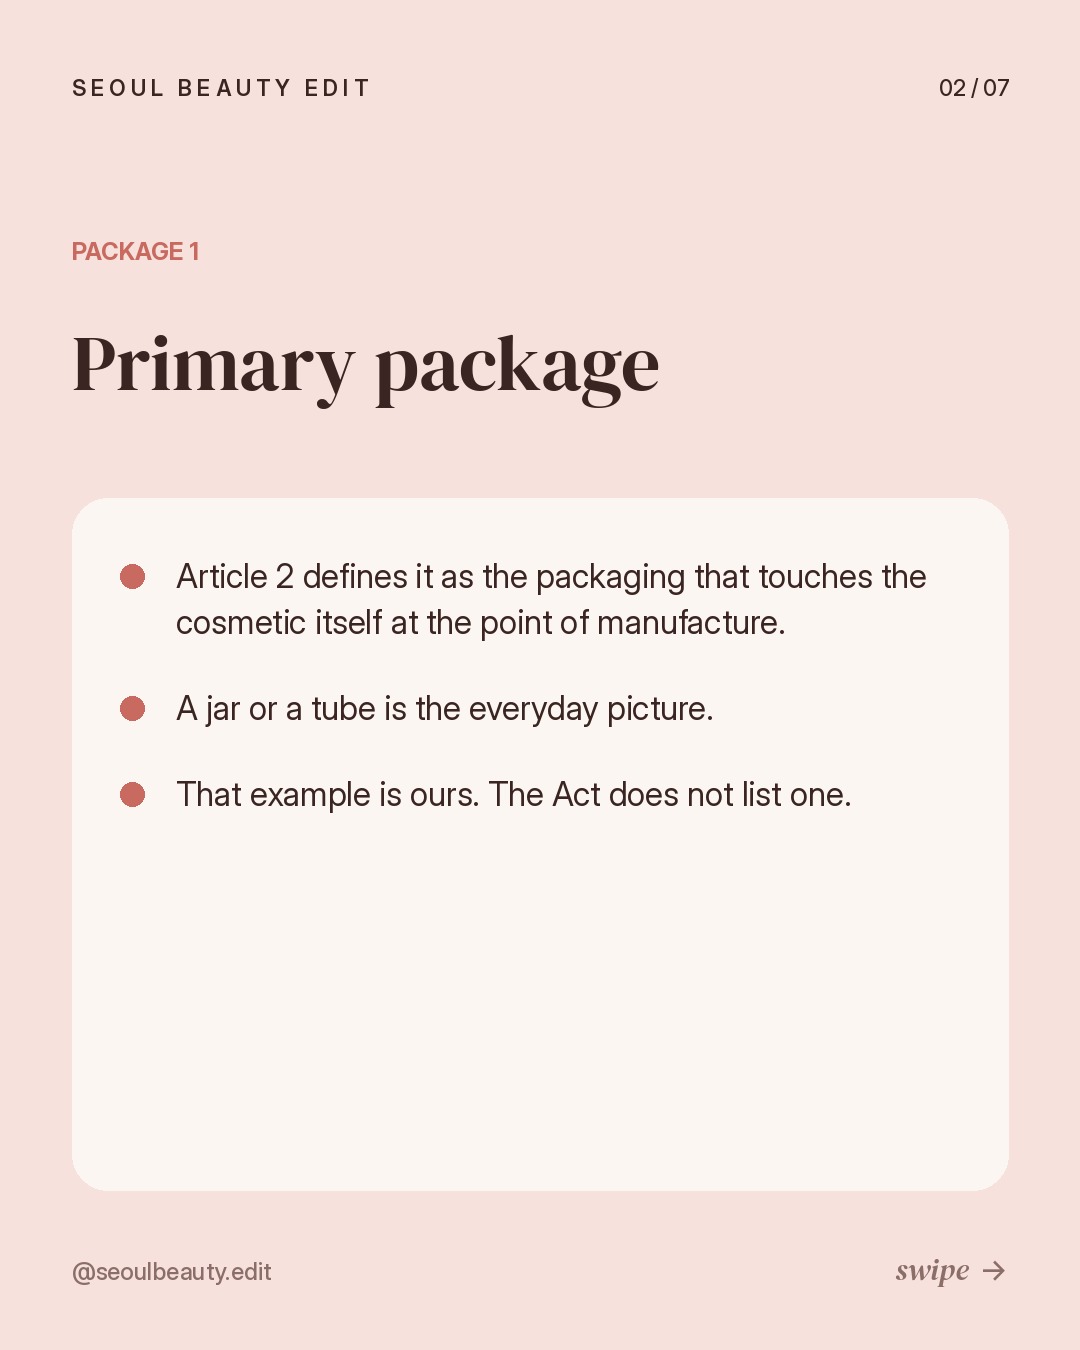 SEOUL BEAUTY EDIT
02 / 07
PACKAGE 1
Primary package
Article 2 defines it as the packaging that touches the
cosmetic itself at the point of manufacture.
A jar or a tube is the everyday picture.
That example is ours. The Act does not list one.
@seoulbeauty.edit
swipe →